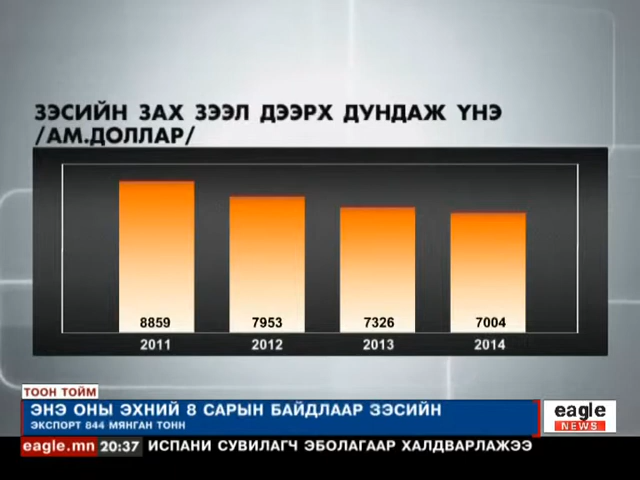 ЗЭСИЙН ЗАХ ЗЭЭЛ ДЭЭРХ ДУНДАЖ ҮНЭ
/АМ.ДОЛЛАР/
8859 7953 7326 7004
2011 2012 2013 2014
ТООН ТОЙМ
ЭНЭ ОНЫ ЭХНИЙ 8 САРЫН БАЙДЛААР ЗЭСИЙН
ЭКСПОРТ 844 МЯНГАН ТОНН
eagle
NEWS
eagle.mn 20:37 ИСПАНИ СУВИЛАГЧ ЭБОЛАГААР ХАЛДВАРЛАЖЭЭ